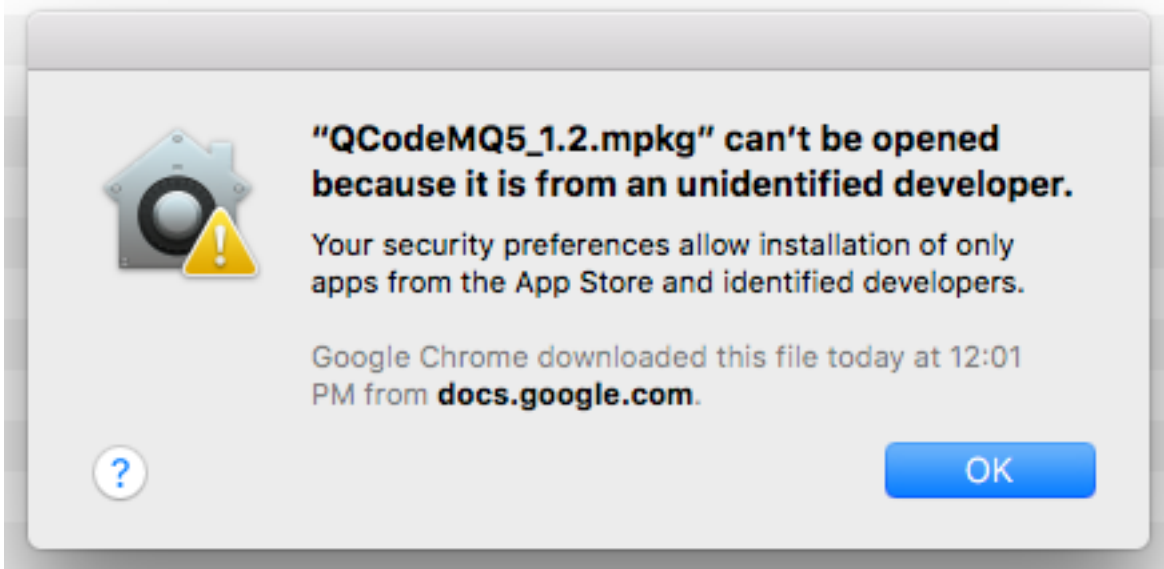 “QCodeMQ5_1.2.mpkg” can’t be opened
because it is from an unidentified developer.
Your security preferences allow installation of only
apps from the App Store and identified developers.
Google Chrome downloaded this file today at 12:01
PM from docs.google.com.
?
OK